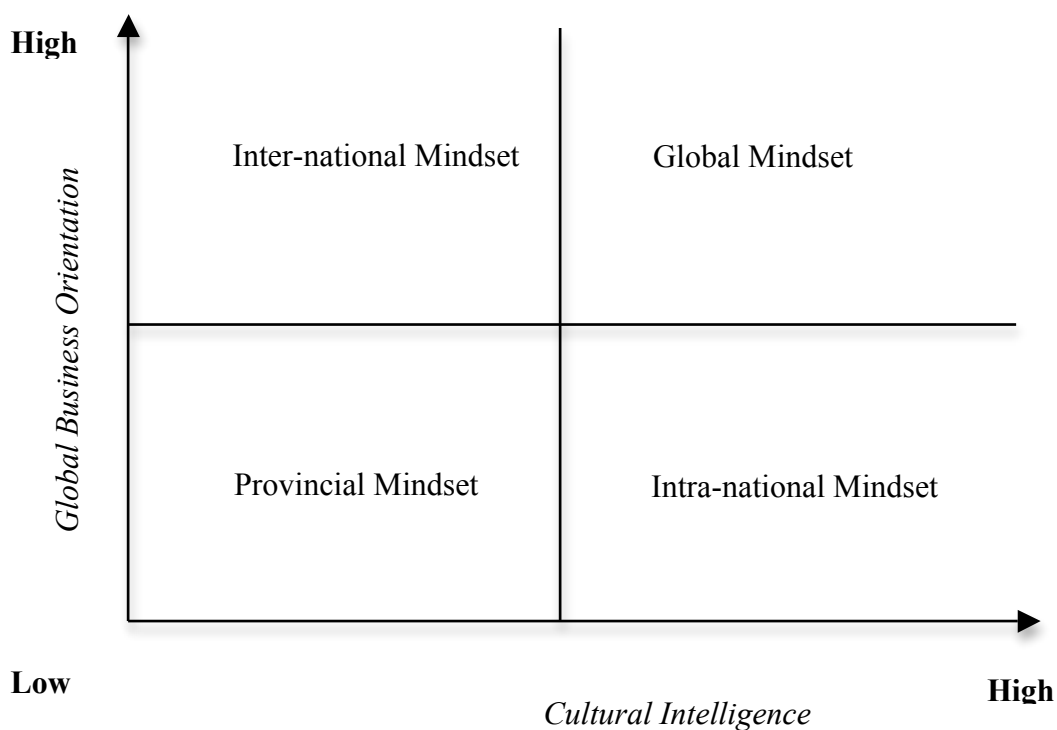 High
Inter-national Mindset
Global Mindset
Global Business Orientation
Provincial Mindset
Intra-national Mindset
Low
High
Cultural Intelligence